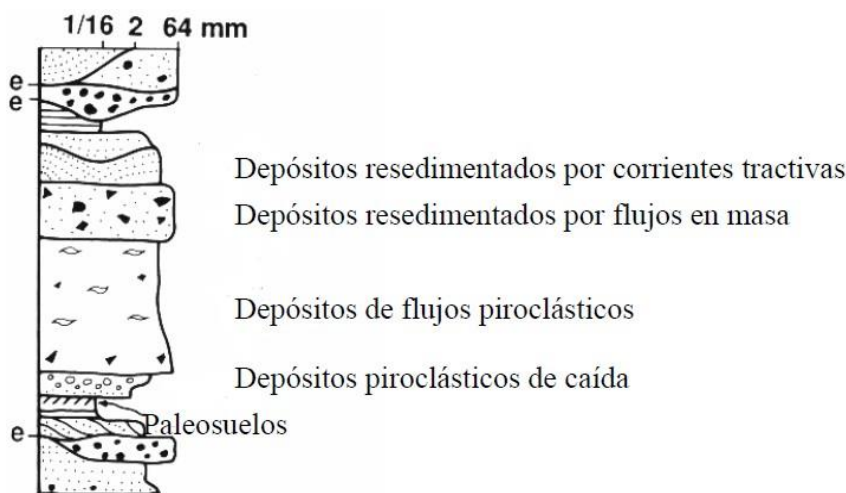 1/16 2 64 mm
e
e
Depósitos resedimentados por corrientes tractivas
Depósitos resedimentados por flujos en masa
Depósitos de flujos piroclásticos
Depósitos piroclásticos de caída
Paleosuelos
e